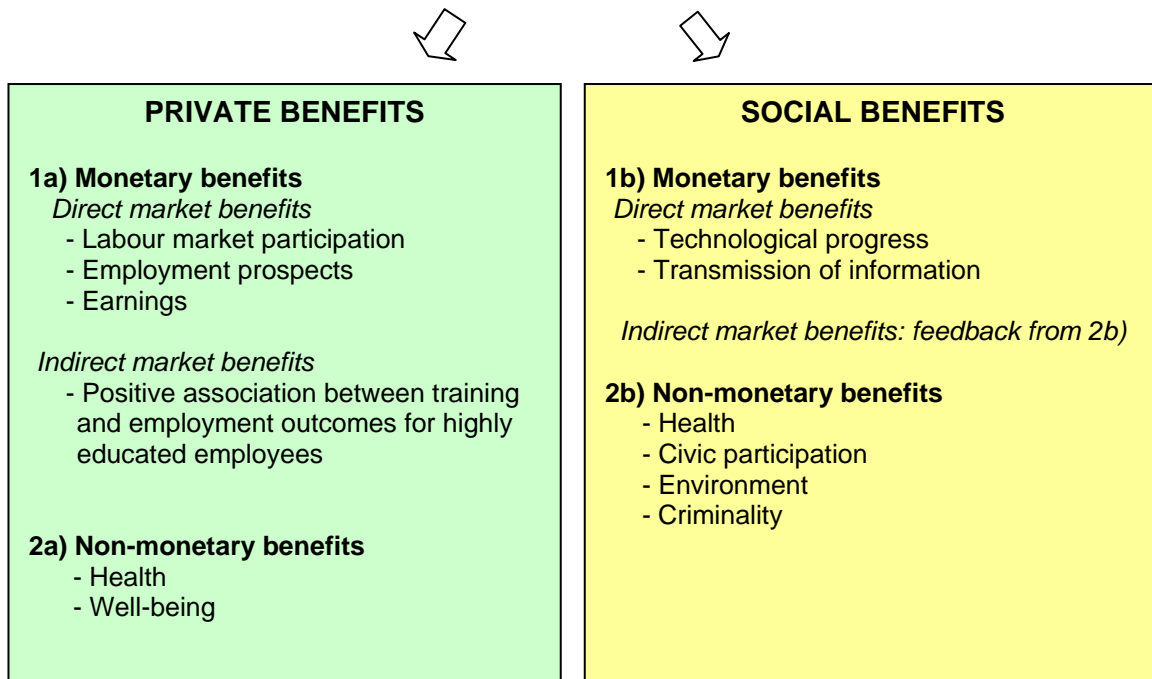 PRIVATE BENEFITS
1a) Monetary benefits
Direct market benefits
- Labour market participation
- Employment prospects
- Earnings
Indirect market benefits
- Positive association between training
and employment outcomes for highly
educated employees
2a) Non-monetary benefits
- Health
- Well-being
SOCIAL BENEFITS
1b) Monetary benefits
Direct market benefits
- Technological progress
- Transmission of information
Indirect market benefits: feedback from 2b)
2b) Non-monetary benefits
- Health
- Civic participation
- Environment
- Criminality